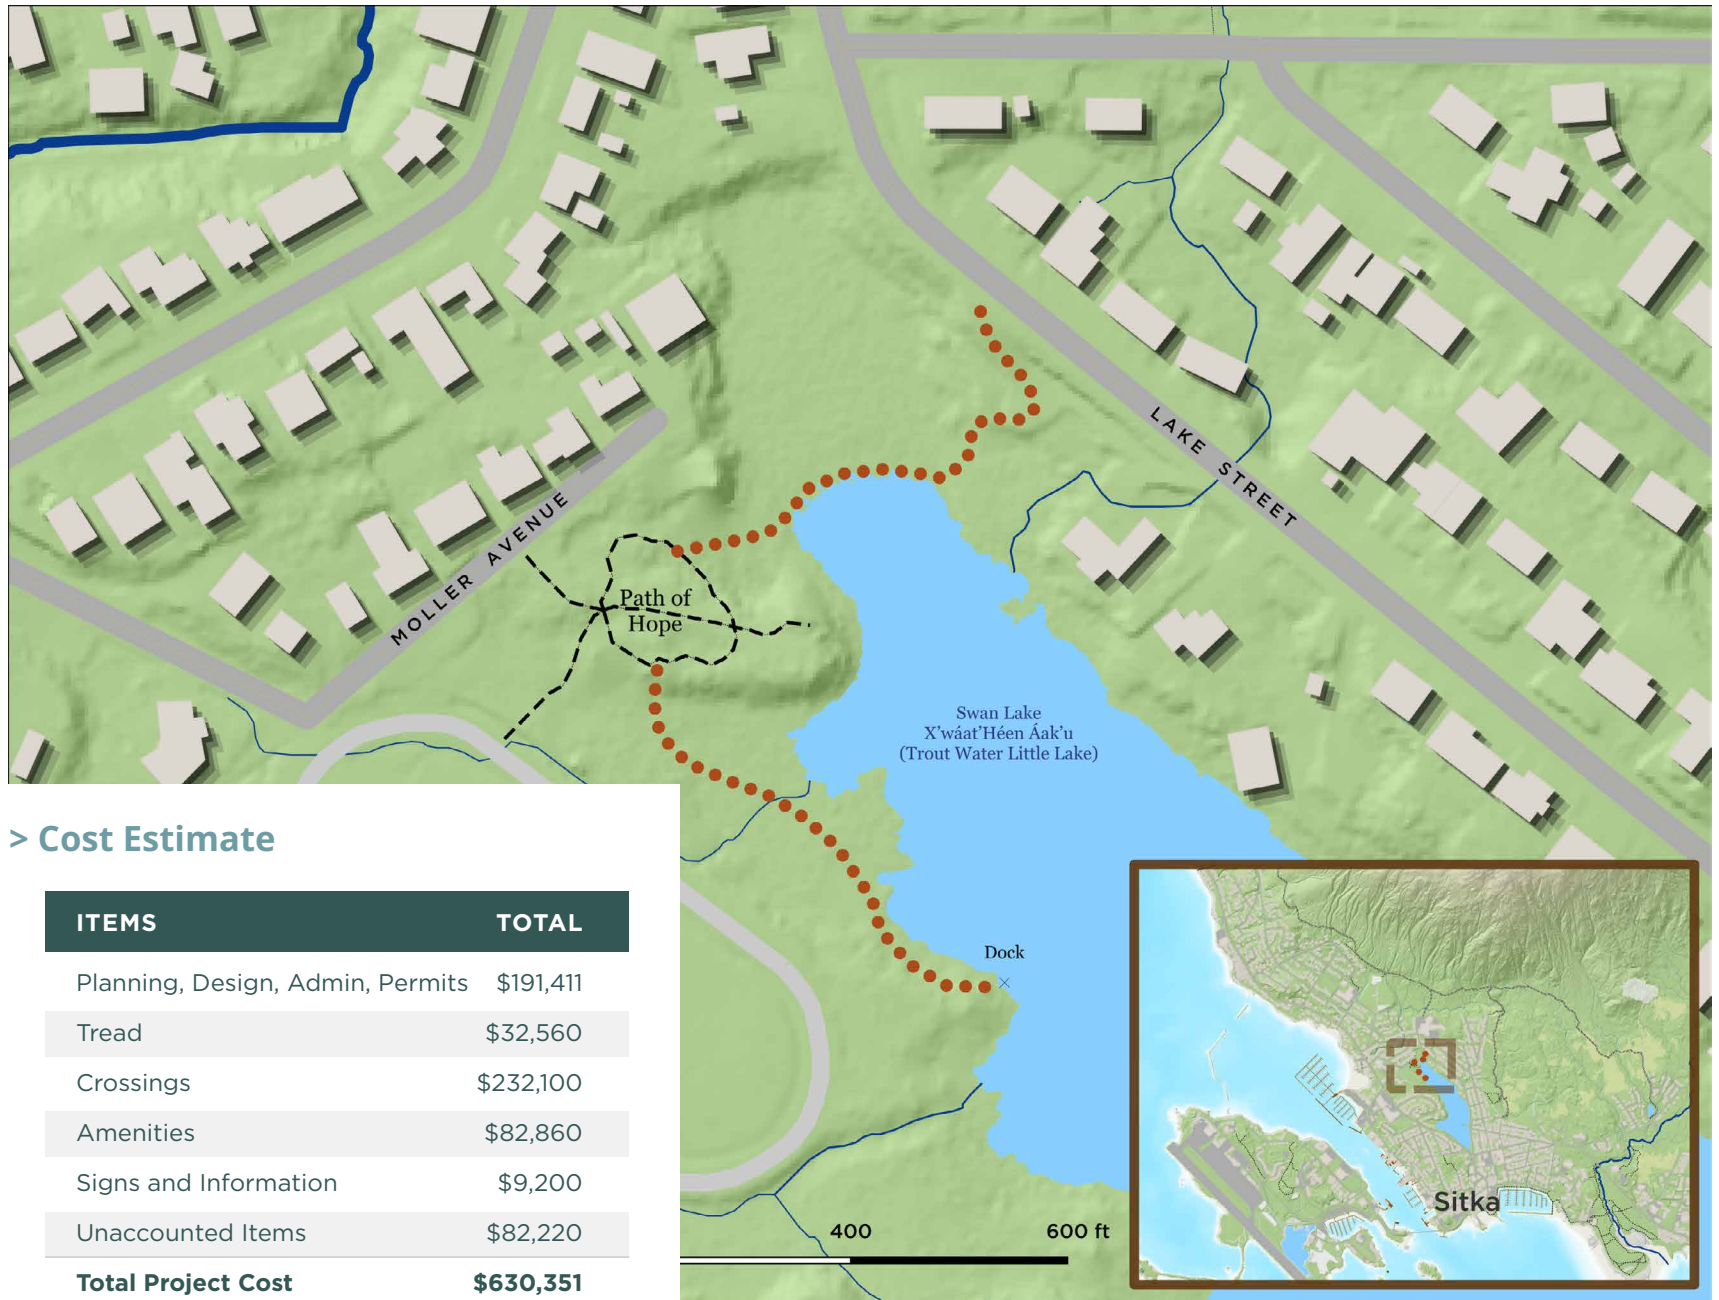 LAKE STREET
MOLLER AVENUE
Path of
Hope
Swan Lake
X'wáat'Héen Áak'u
(Trout Water Little Lake)
Dock
> Cost Estimate
ITEMS TOTAL
Planning, Design, Admin, Permits $191,411
Tread $32,560
Crossings $232,100
Amenities $82,860
Signs and Information $9,200
Unaccounted Items $82,220
Total Project Cost $630,351
400 600 ft
Sitka